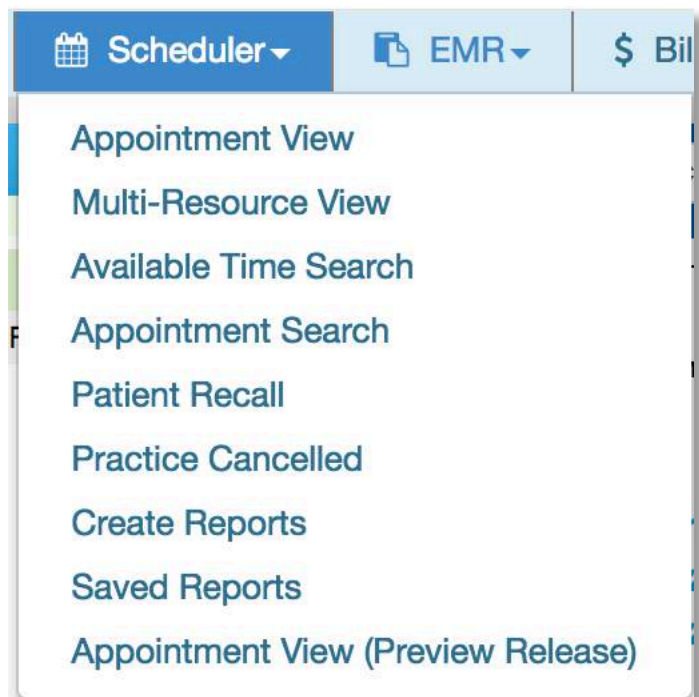 Scheduler EMR $ Bil
Appointment View
Multi-Resource View
Available Time Search
Appointment Search
Patient Recall
Practice Cancelled
Create Reports
Saved Reports
Appointment View (Preview Release)